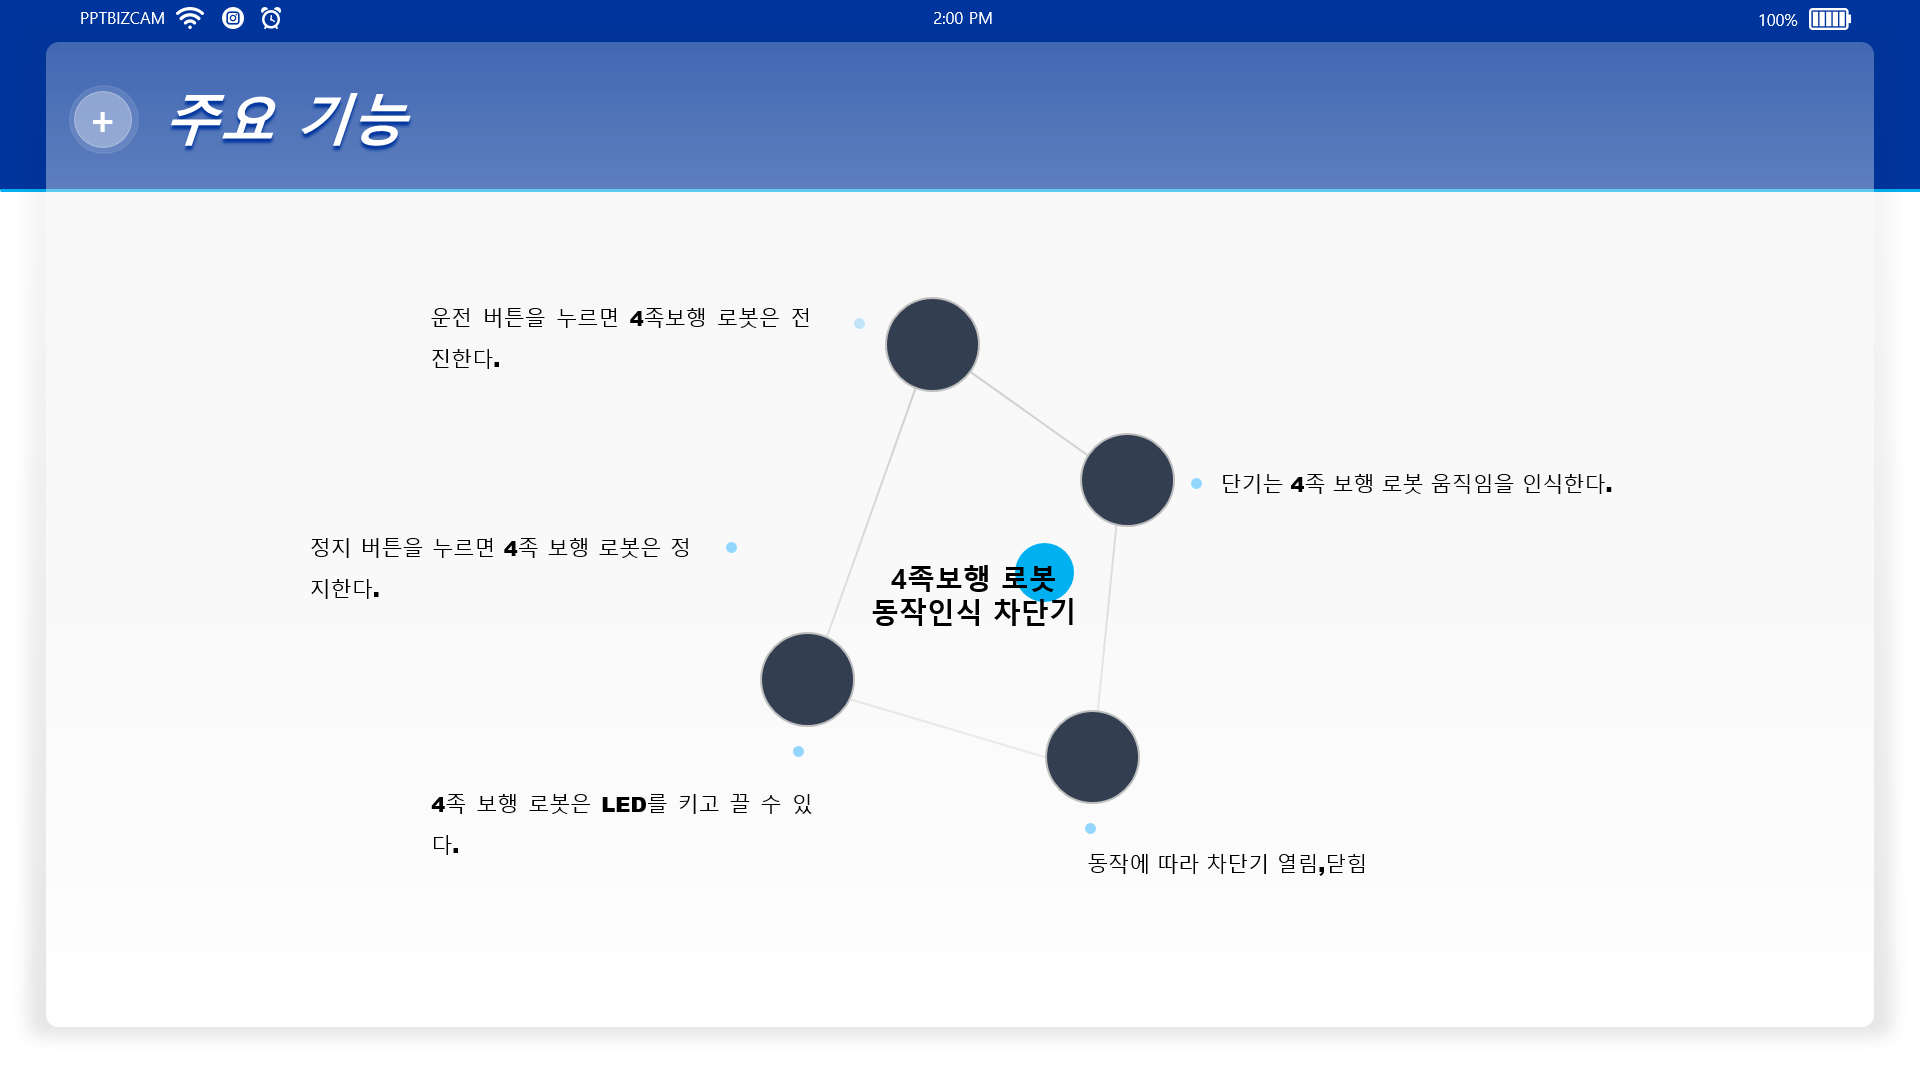 PPTBIZCAM
2:00 PM
100%
+ 주요 기능
운전 버튼을 누르면 4족보행 로봇은 전
진한다.
단기는 4족 보행 로봇 움직임을 인식한다.
정지 버튼을 누르면 4족 보행 로봇은 정
지한다.
4족보행 로봇
동작인식 차단기
4족 보행 로봇은 LED를 키고 끌 수 있
다.
동작에 따라 차단기 열림,닫힘